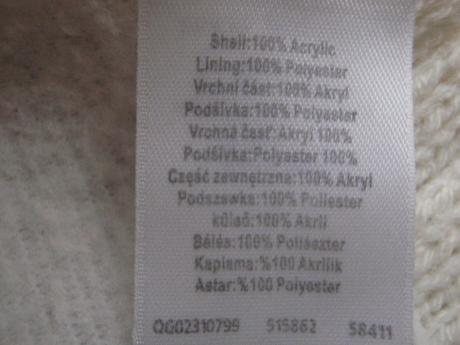 Shell:100% Acrylic
Lining:100% Polyester
Vrchní část:100% Akryl
Podšívka:100% Polyester
Vrchná časť:Akryl 100%
Podšívka:Polyester 100%
Część zewnętrzna:100% Akryl
Podszewka:100% Poliester
külső:100% Akril
Bélés:100% Poliészter
Kaplama:%100 Akrilik
Astar:%100 Polyester
QG02310799 515862 58411